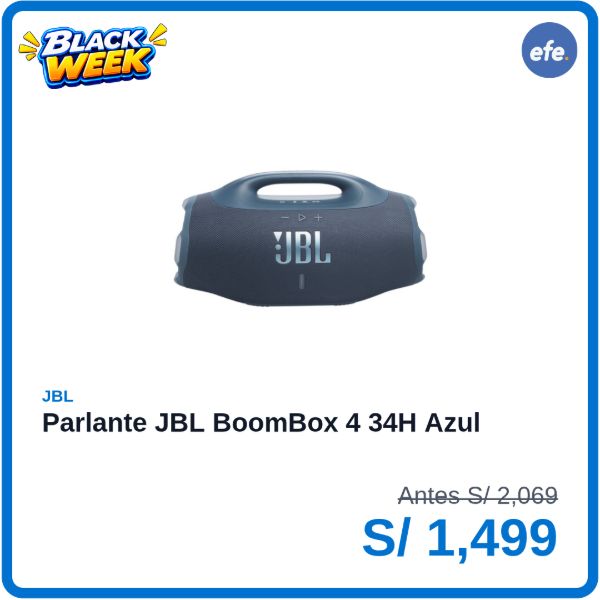 BLACK
WEEK
efe.
JBL
JBL
Parlante JBL BoomBox 4 34H Azul
Antes S/ 2,069
S/ 1,499